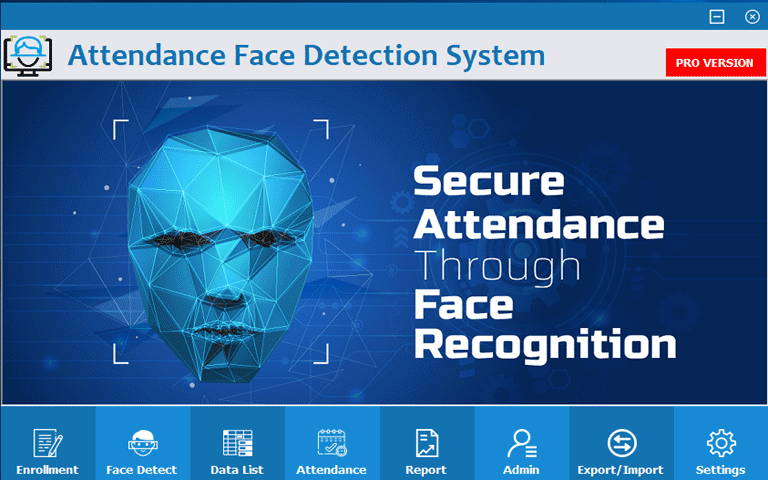 Attendance Face Detection System
PRO VERSION
Secure
Attendance
Through
Face
Recognition
Enrollment
Face Detect
Data List
Attendance
Report
Admin
Export/Import
Settings